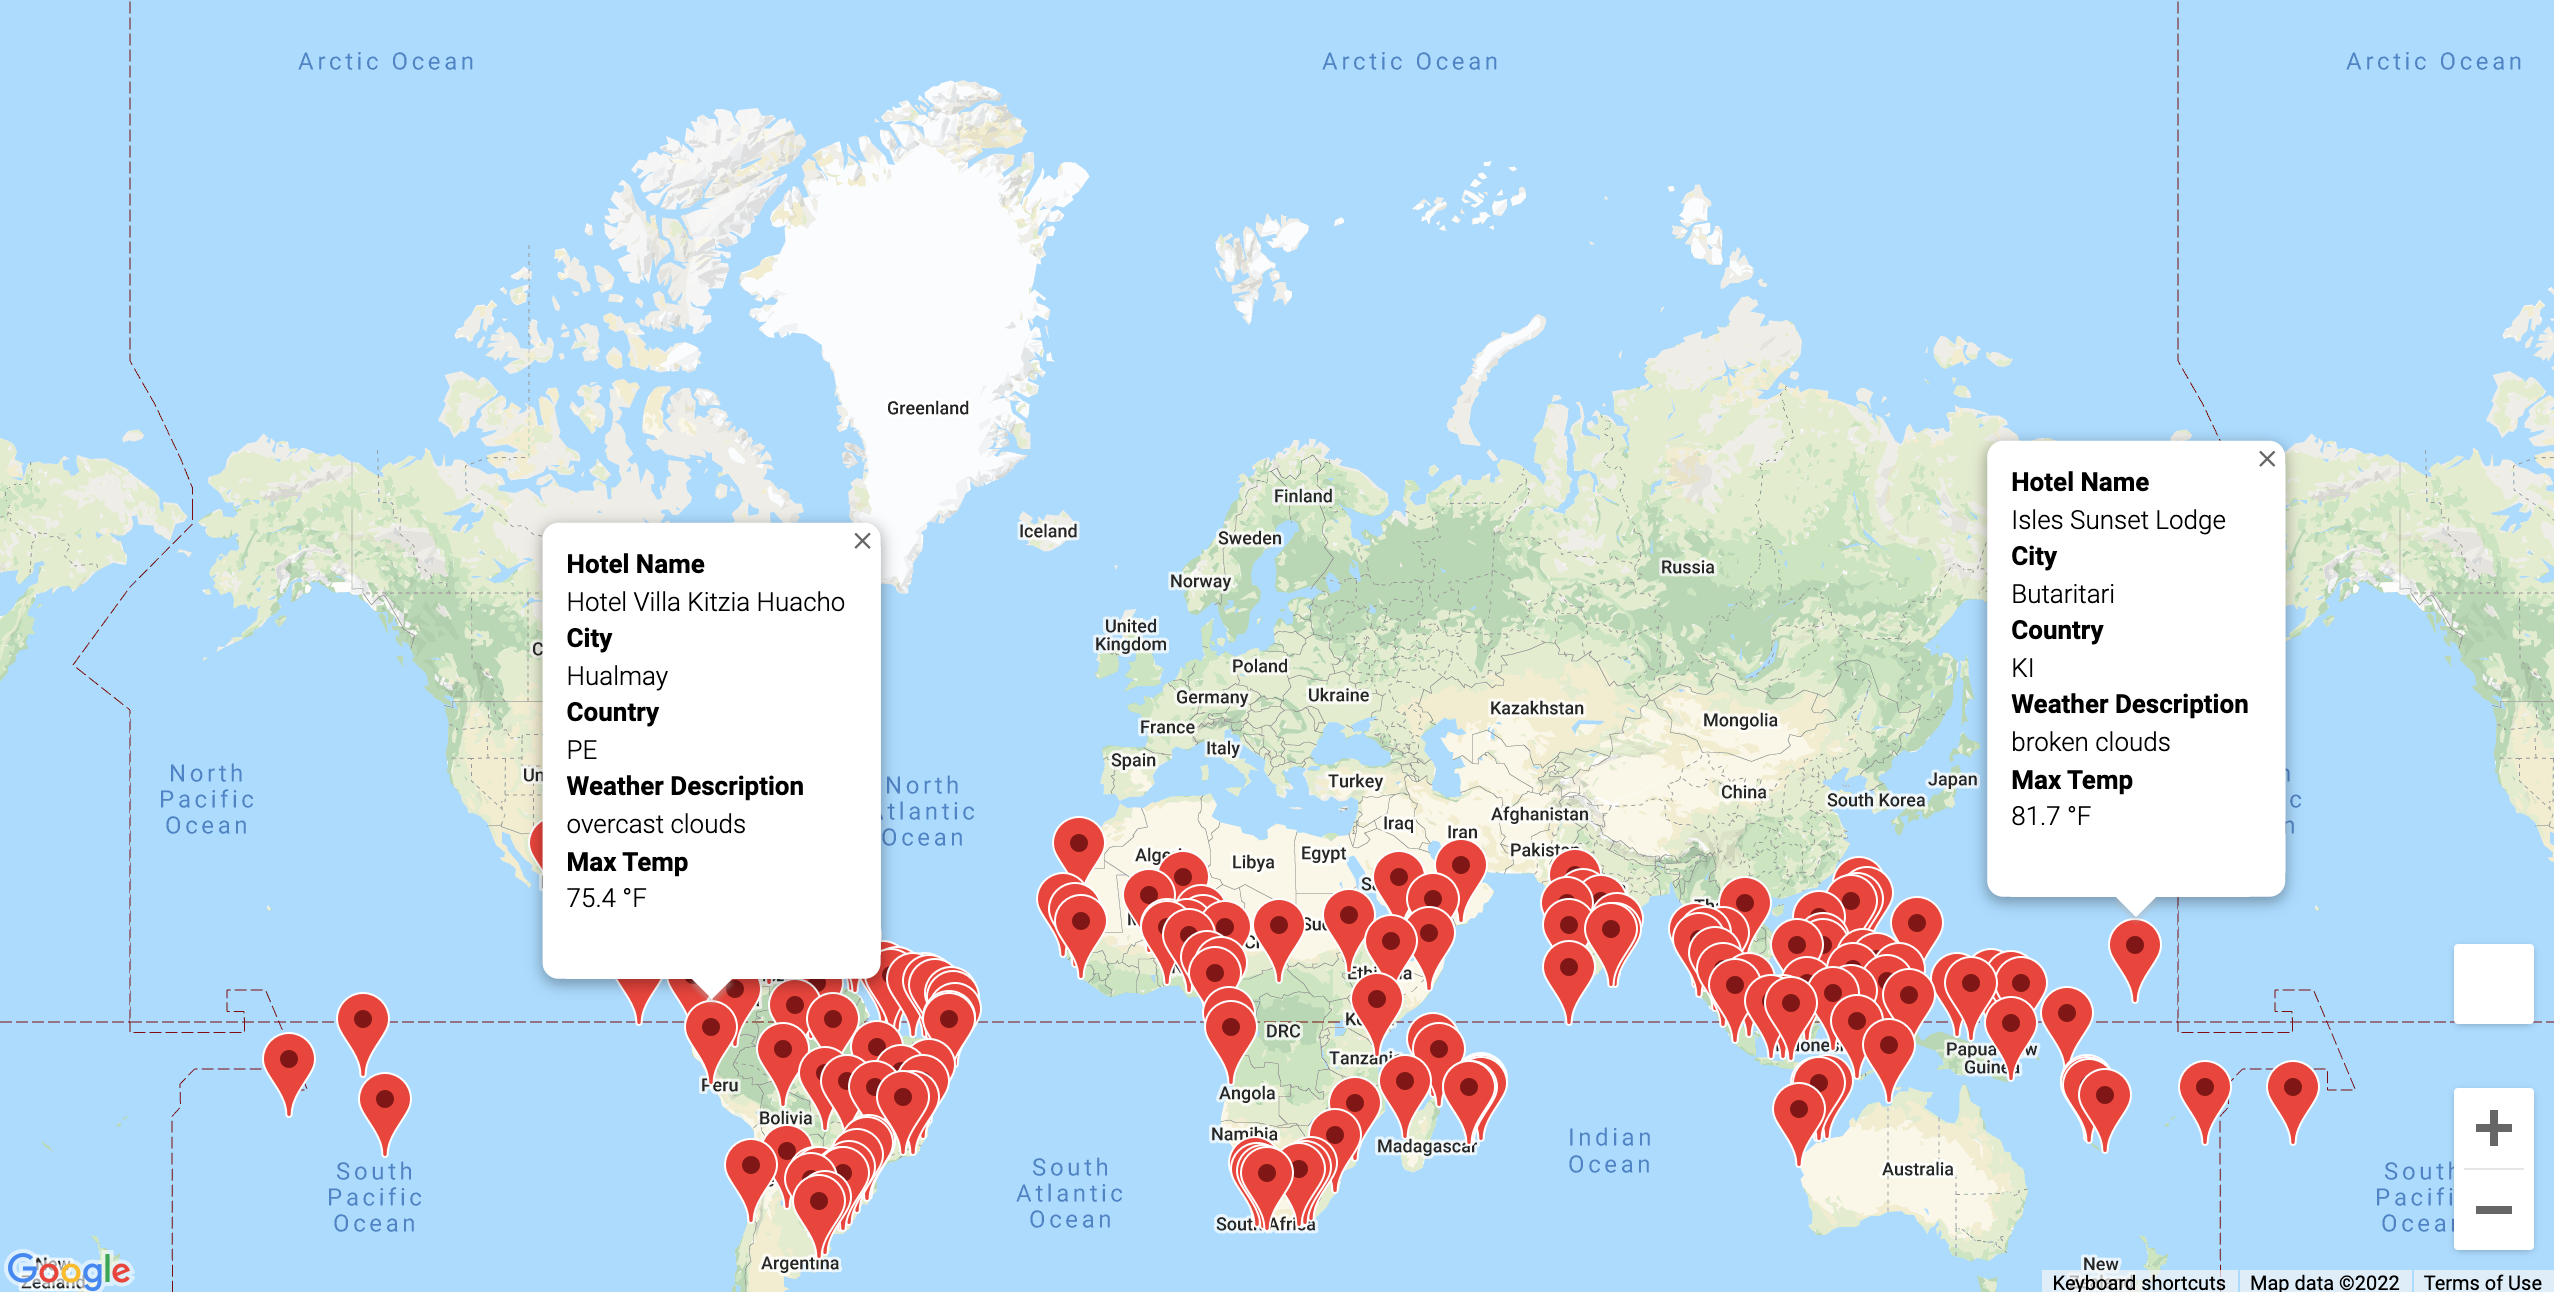 Arctic Ocean
Arctic Ocean
Arctic Ocean
Greenland
Iceland
Finland
Sweden
Norway
Russia
United
Kingdom
Poland
Germany
Ukraine
France
Italy
Spain
Turkey
Kazakhstan
Mongolia
China
Japan
South Korea
Afghanistan
Iraq
Iran
Pakistan
Libya
Egypt
Hotel Name
Hotel Villa Kitzia Huacho
City
Hualmay
Country
PE
Weather Description
overcast clouds
Max Temp
75.4 °F
Hotel Name
Isles Sunset Lodge
City
Butaritari
Country
KI
Weather Description
broken clouds
Max Temp
81.7 °F
North
Pacific
Ocean
North
Atlantic
Ocean
DRC
Tanzania
Angola
Namibia
Madagascar
South Africa
Peru
Bolivia
Argentina
Papua New
Guinea
Australia
Indian
Ocean
South
Atlantic
Ocean
South
Pacific
Ocean
South
Pacific
Ocean
New
Zealand
New
Google
Keyboard shortcuts
Map data ©2022
Terms of Use